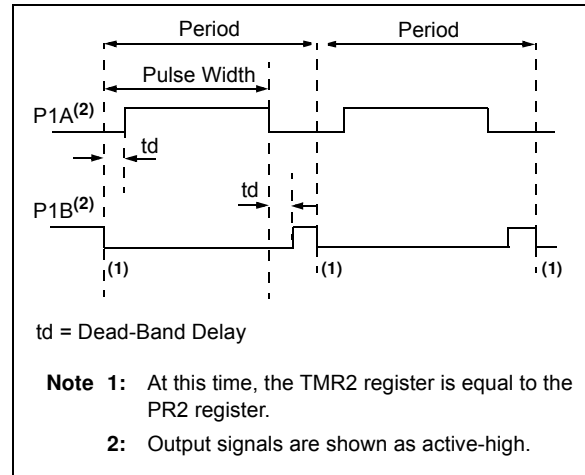 Period Period
Pulse Width
P1A(2)
td
td
P1B(2)
(1) (1) (1)
td = Dead-Band Delay
Note 1: At this time, the TMR2 register is equal to the
PR2 register.
2: Output signals are shown as active-high.